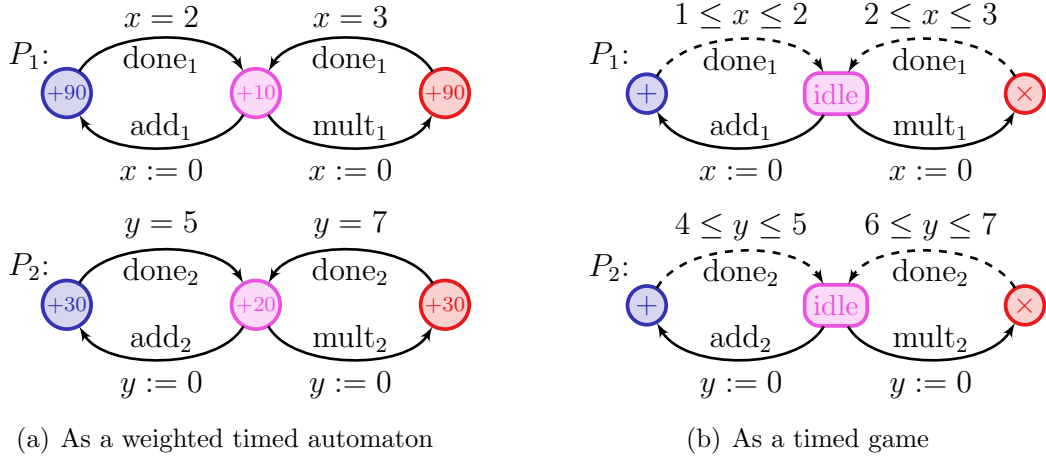 x = 2 x = 3
P₁: done₁ done₁
+90 +10 +90
add₁ mult₁
x := 0 x := 0
y = 5 y = 7
P₂: done₂ done₂
+30 +20 +30
add₂ mult₂
y := 0 y := 0
(a) As a weighted timed automaton
1 ≤ x ≤ 2 2 ≤ x ≤ 3
P₁: done₁ done₁
+ idle ×
add₁ mult₁
x := 0 x := 0
4 ≤ y ≤ 5 6 ≤ y ≤ 7
P₂: done₂ done₂
+ idle ×
add₂ mult₂
y := 0 y := 0
(b) As a timed game